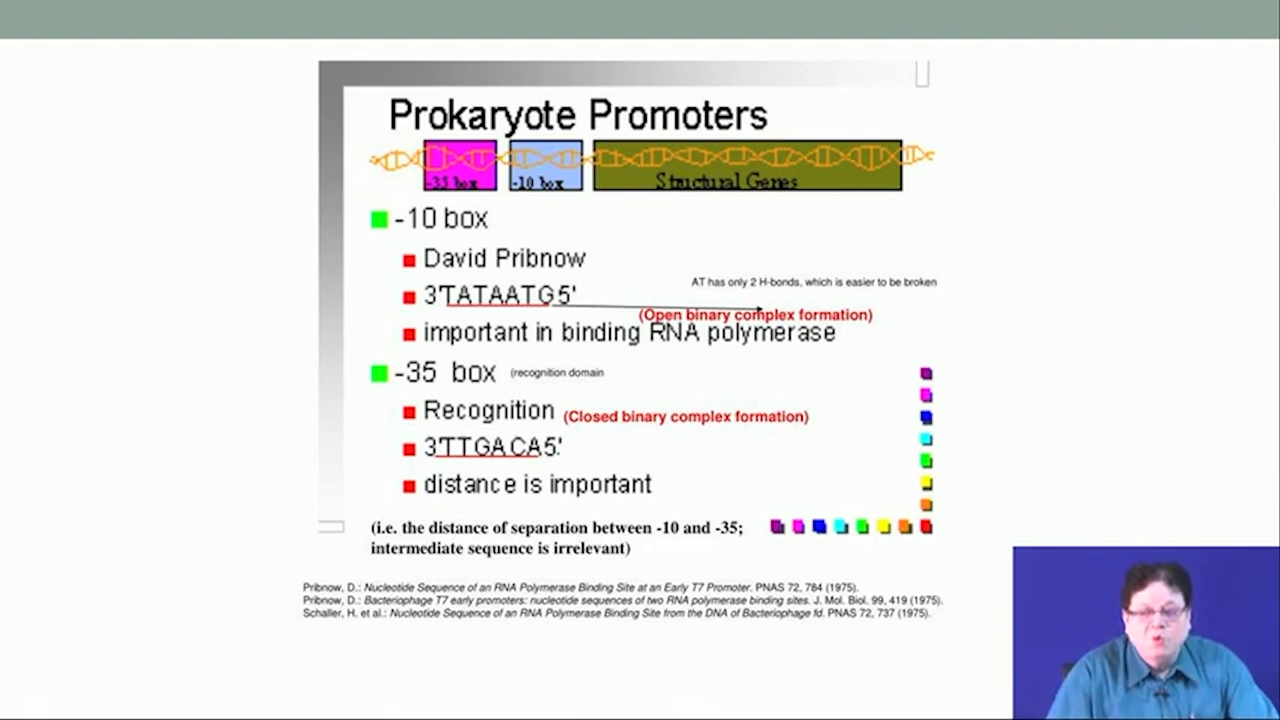 Prokaryote Promoters
-35 box
-10 box
Structural Genes
-10 box
David Pribnow
AT has only 2 H-bonds, which is easier to be broken
3'TATAATG5'
(Open binary complex formation)
important in binding RNA polymerase
-35 box (recognition domain
Recognition (Closed binary complex formation)
3'TTGACA5'
distance is important
(i.e. the distance of separation between -10 and -35;
intermediate sequence is irrelevant)
Pribnow, D.: Nucleotide Sequence of an RNA Polymerase Binding Site at an Early T7 Promoter. PNAS 72, 784 (1975).
Pribnow, D.: Bacteriophage T7 early promoters: nucleotide sequences of two RNA polymerase binding sites. J. Mol. Biol. 99, 419 (1975).
Schaller, H. et al.: Nucleotide Sequence of an RNA Polymerase Binding Site from the DNA of Bacteriophage fd. PNAS 72, 737 (1975).